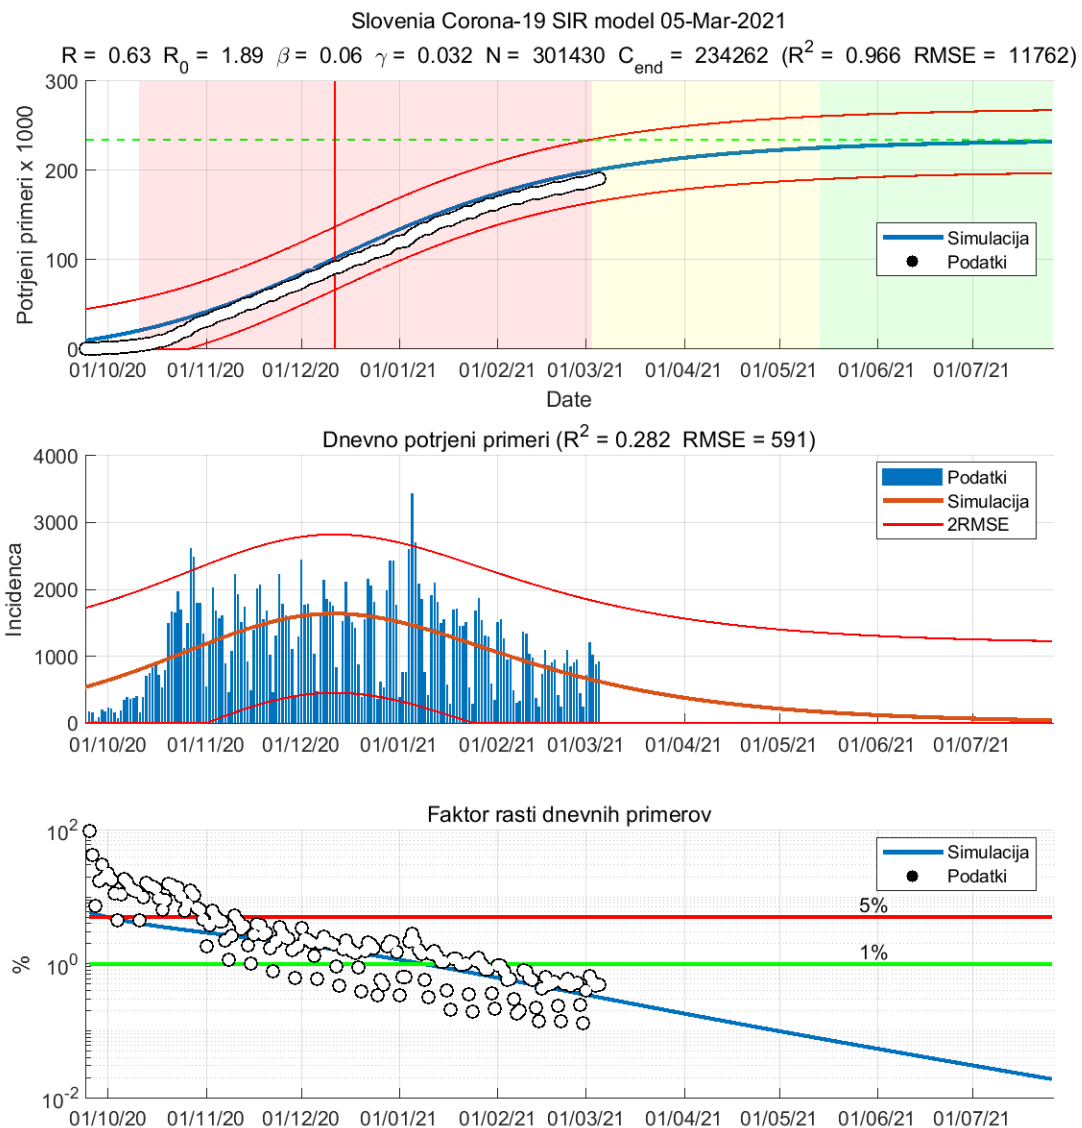 Slovenia Corona-19 SIR model 05-Mar-2021
R = 0.63 R0 = 1.89 β = 0.06 γ = 0.032 N = 301430 Cend = 234262 (R2 = 0.966 RMSE = 11762)
Potrjeni primeri x 1000
300
200
100
0
Simulacija
Podatki
01/10/20 01/11/20 01/12/20 01/01/21 01/02/21 01/03/21 01/04/21 01/05/21 01/06/21 01/07/21
Date
Dnevno potrjeni primeri (R2 = 0.282 RMSE = 591)
Incidenca
4000
3000
2000
1000
0
Podatki
Simulacija
2RMSE
01/10/20 01/11/20 01/12/20 01/01/21 01/02/21 01/03/21 01/04/21 01/05/21 01/06/21 01/07/21
Faktor rasti dnevnih primerov
%
102
100
10-2
Simulacija
Podatki
5%
1%
01/10/20 01/11/20 01/12/20 01/01/21 01/02/21 01/03/21 01/04/21 01/05/21 01/06/21 01/07/21